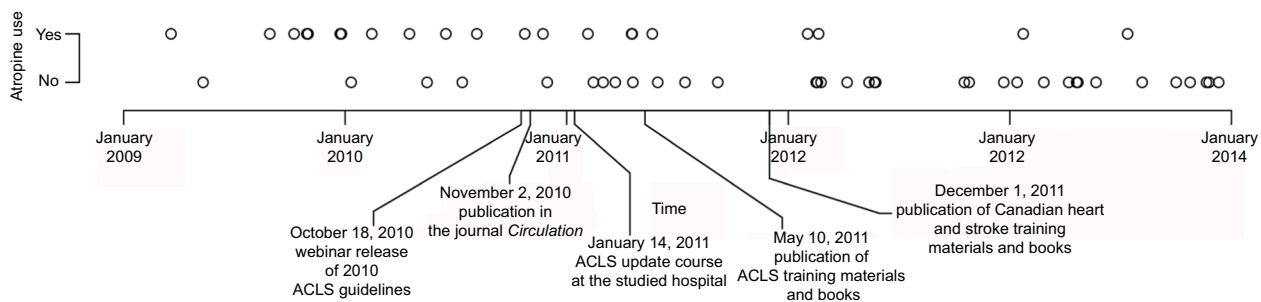 Atropine use
Yes
No
January
2009
January
2010
January
2011
January
2012
January
2012
January
2014
October 18, 2010
webinar release
of 2010
ACLS guidelines
November 2, 2010
publication in
the journal Circulation
Time
January 14, 2011
ACLS update course
at the studied hospital
May 10, 2011
publication of
ACLS training materials
and books
December 1, 2011
publication of Canadian heart
and stroke training
materials and books